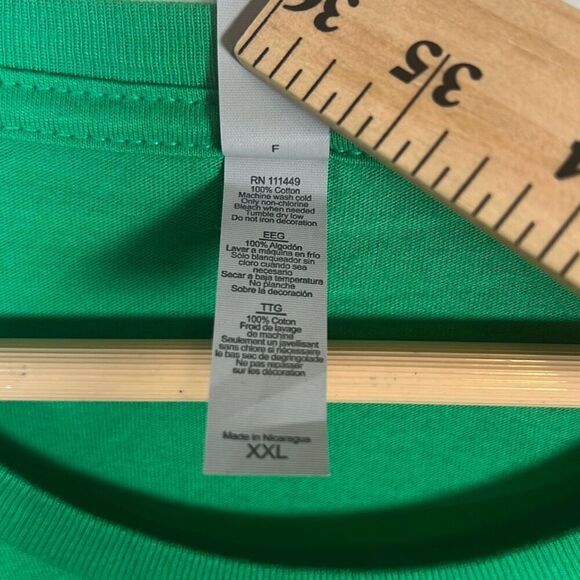 36
35
F
RN 111449
100% Cotton
Machine wash cold
Only non-chlorine
Bleach when needed
Tumble dry low
Do not iron decoration
EEG
100% Algodón
Lavar a máquina en frío
Sólo blanqueador sin
cloro cuando sea
necesario
Secar a baja temperatura
No planche
Sobre la decoración
TTG
100% Coton
Froid de lavage
de machine
Seulement un javellisant
sans chlore si nécessaire
le bas sec de degringolade
Ne pas repasser
sur les décoration
Made in Nicaragua
XXL